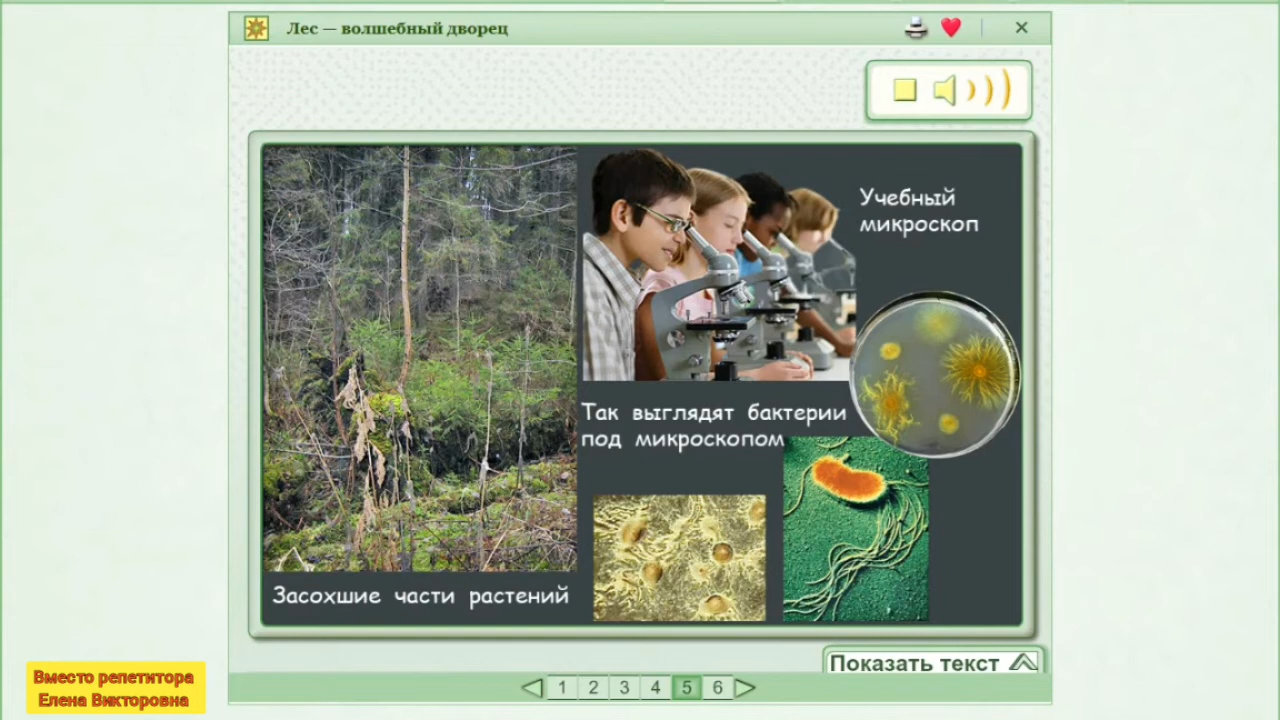 Лес — волшебный дворец
Учебный
микроскоп
Так выглядят бактерии
под микроскопом
Засохшие части растений
Показать текст
1 2 3 4 5 6
Вместо репетитора
Елена Викторовна